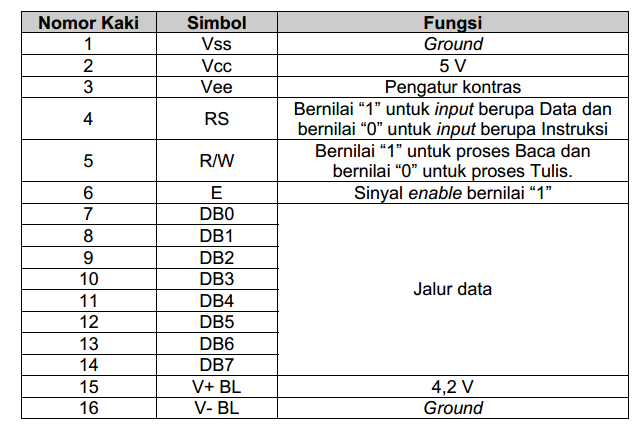 Nomor Kaki Simbol Fungsi
1 Vss Ground
2 Vcc 5 V
3 Vee Pengatur kontras
4 RS Bernilai “1” untuk input berupa Data dan
bernilai “0” untuk input berupa Instruksi
5 R/W Bernilai “1” untuk proses Baca dan
bernilai “0” untuk proses Tulis.
6 E Sinyal enable bernilai “1”
7 DB0
8 DB1
9 DB2
10 DB3
Jalur data
11 DB4
12 DB5
13 DB6
14 DB7
15 V+ BL 4,2 V
16 V- BL Ground